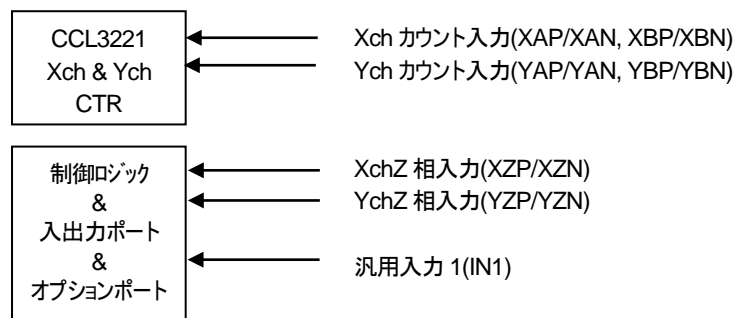 CCL3221
Xch & Ych
CTR
Xch カウント入力(XAP/XAN, XBP/XBN)
Ych カウント入力(YAP/YAN, YBP/YBN)
制御ﾛｼﾞｯｸ
&
入出力ポート
&
オプションポート
XchZ 相入力(XZP/XZN)
YchZ 相入力(YZP/YZN)
汎用入力 1(IN1)